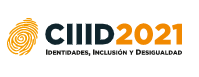 CIIID2021
IDENTIDADES, INCLUSIÓN Y DESIGUALDAD